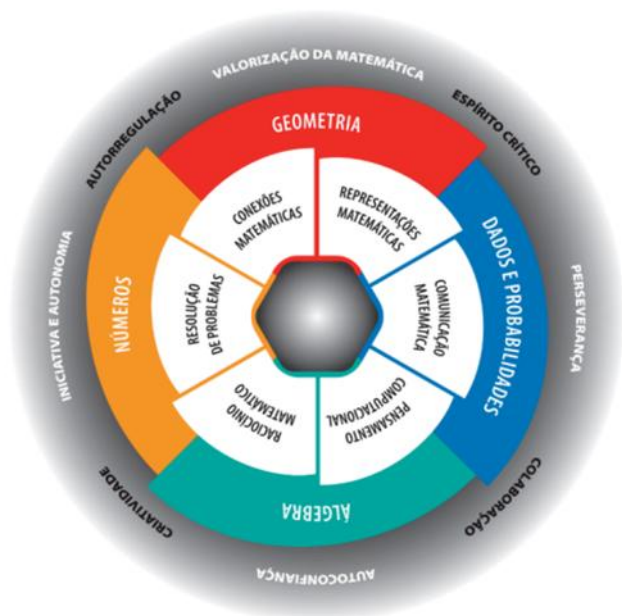 VALORIZAÇÃO DA MATEMÁTICA
ESPÍRITO CRÍTICO
PERSEVERANÇA
COLABORAÇÃO
AUTOCONFIANÇA
CRIATIVIDADE
INICIATIVA E AUTONOMIA
AUTORREGULAÇÃO
GEOMETRIA
DADOS E PROBABILIDADES
ÁLGEBRA
NÚMEROS
CONEXÕES
MATEMÁTICAS
REPRESENTAÇÕES
MATEMÁTICAS
COMUNICAÇÃO
MATEMÁTICA
PENSAMENTO
COMPUTACIONAL
RACIOCÍNIO
MATEMÁTICO
RESOLUÇÃO
DE PROBLEMAS